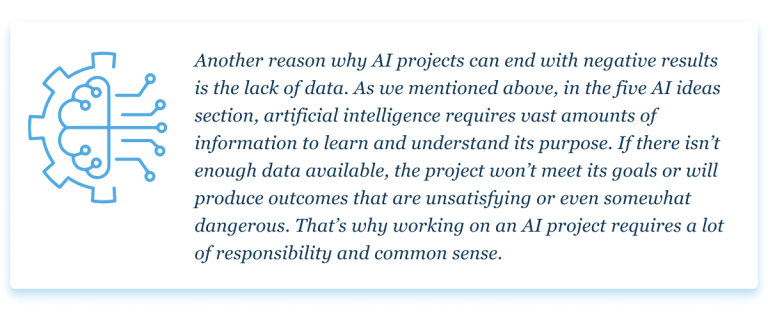 Another reason why AI projects can end with negative results
is the lack of data. As we mentioned above, in the five AI ideas
section, artificial intelligence requires vast amounts of
information to learn and understand its purpose. If there isn’t
enough data available, the project won’t meet its goals or will
produce outcomes that are unsatisfying or even somewhat
dangerous. That’s why working on an AI project requires a lot
of responsibility and common sense.